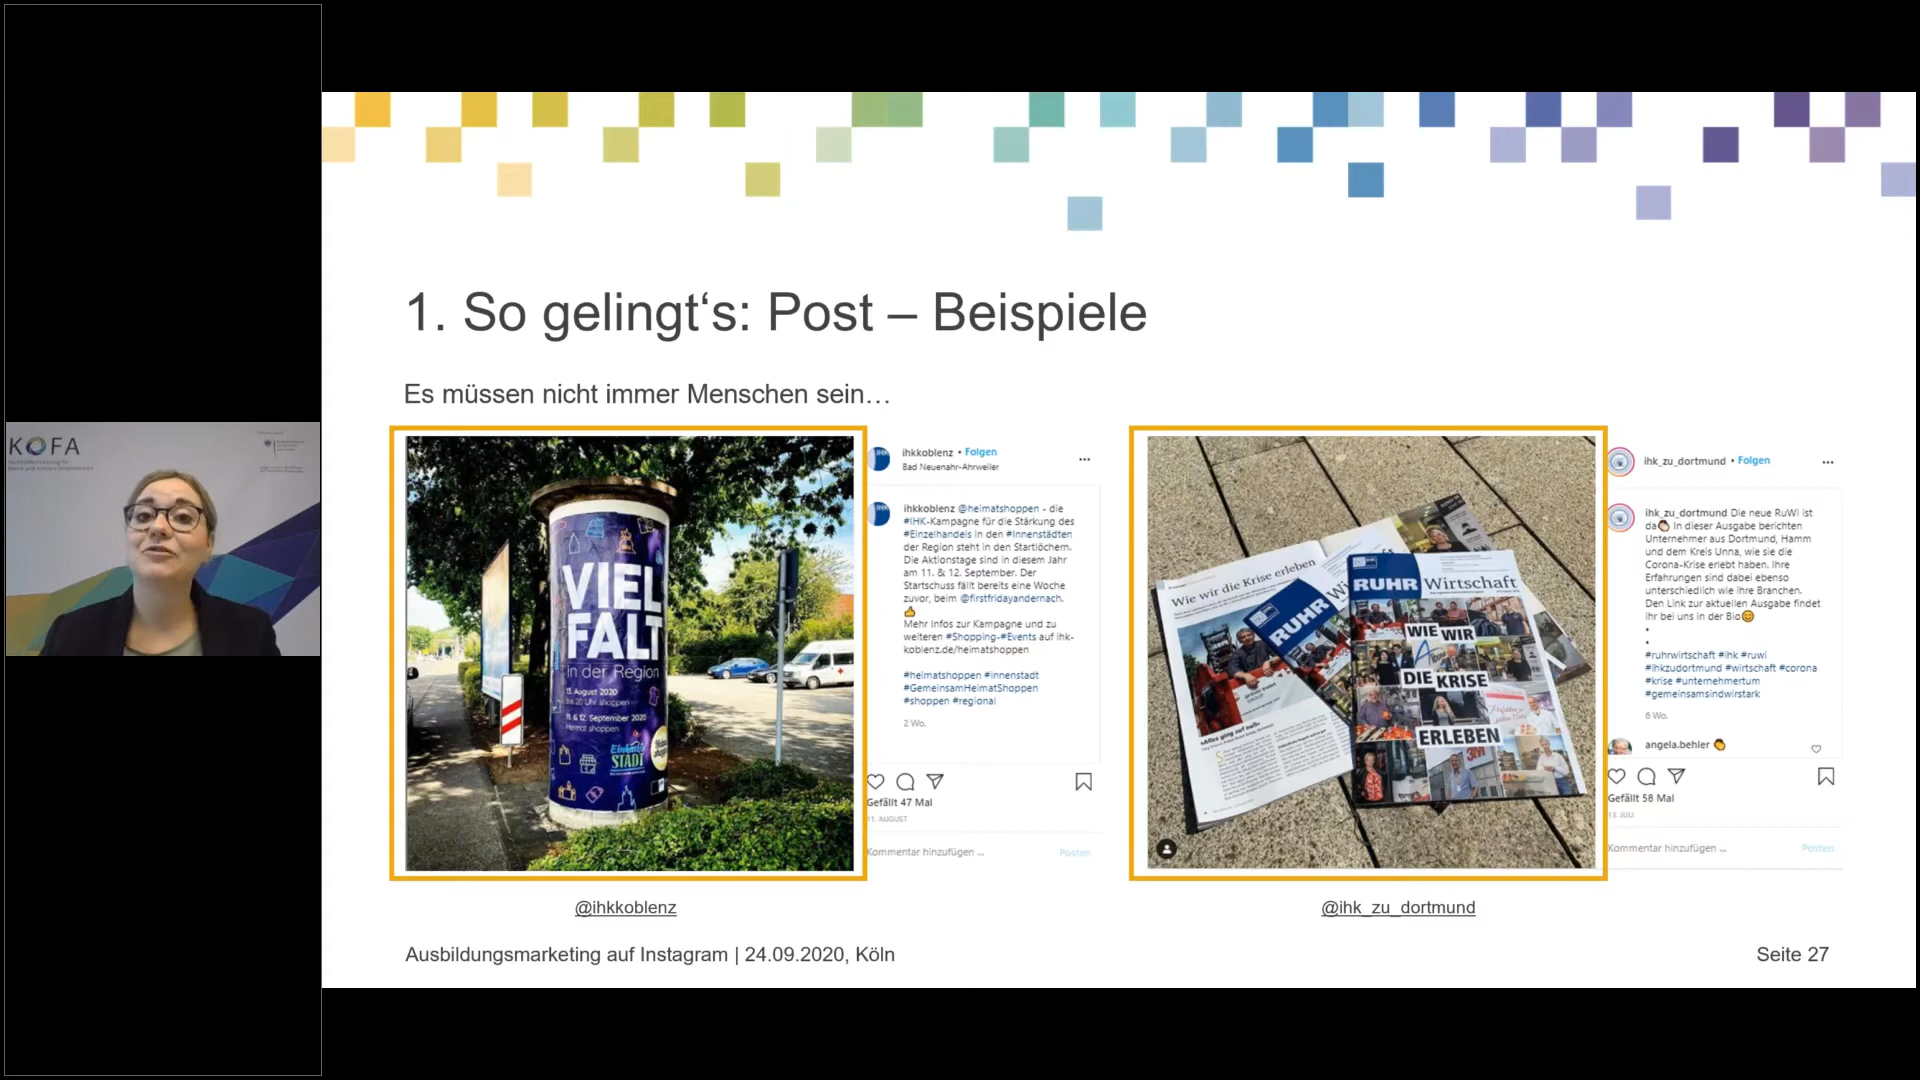 KOFA
1. So gelingt‘s: Post – Beispiele
Es müssen nicht immer Menschen sein…
VIEL
FALT
in der Region
13. August 2020
bis 20 Uhr shoppen
11. & 12. September 2020
Heimat shoppen
STADT
ihkkoblenz • Folgen
Bad Neuenahr-Ahrweiler
ihkkoblenz @heimatshoppen - die
#IHK-Kampagne für die Stärkung des
#Einzelhandels in den #Innenstädten
der Region steht in den Startlöchern.
Die Aktionstage sind in diesem Jahr
am 11. & 12. September. Der
Startschuss fällt bereits eine Woche
zuvor, beim @firstfridayandernach.
👍
Mehr Infos zur Kampagne und zu
weiteren #Shopping-#Events auf ihk-
koblenz.de/heimatshoppen
#heimatshoppen #innenstadt
#GemeinsamHeimatShoppen
#shoppen #regional
2 Wo.
Gefällt 47 Mal
11. AUGUST
Kommentar hinzufügen ...
Posten
@ihkkoblenz
Wie wir die Krise erleben
RUHR
»Alles ging auf null«
RUHR Wirtschaft
WIE WIR
DIE KRISE
ERLEBEN
ihk_zu_dortmund • Folgen
ihk_zu_dortmund Die neue RuWi ist
da👏 In dieser Ausgabe berichten
Unternehmer aus Dortmund, Hamm
und dem Kreis Unna, wie sie die
Corona-Krise erlebt haben. Ihre
Erfahrungen sind dabei ebenso
unterschiedlich wie ihre Branchen.
Den Link zur aktuellen Ausgabe findet
ihr bei uns in der Bio😊
•
•
#ruhrwirtschaft #ihk #ruwi
#ihkzudortmund #wirtschaft #corona
#krise #unternehmertum
#gemeinsamsindwirstark
6 Wo.
angela.behler 👏
Gefällt 58 Mal
13. JULI
Kommentar hinzufügen ...
Posten
@ihk_zu_dortmund
Ausbildungsmarketing auf Instagram | 24.09.2020, Köln
Seite 27